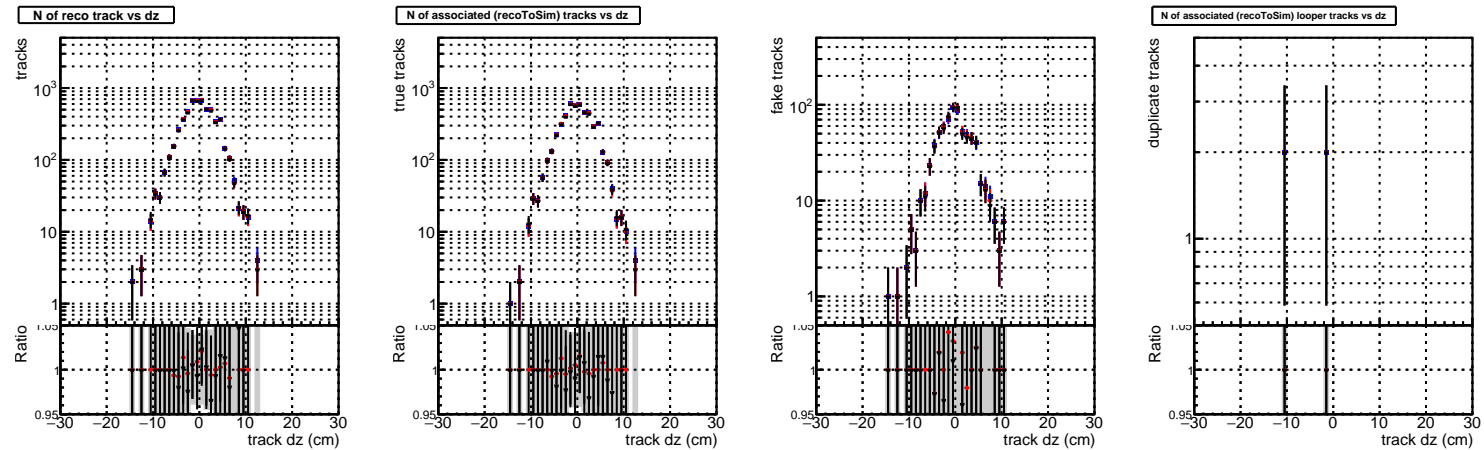 N of reco track vs dz
tracks
10³
10²
10
1
Ratio
1.05
1
0.95
−30 −20 −10 0 10 20 30
track dz (cm)
N of associated (recoToSim) tracks vs dz
true tracks
10³
10²
10
1
Ratio
1.05
1
0.95
−30 −20 −10 0 10 20 30
track dz (cm)
fake tracks
10²
10
1
Ratio
1.05
1
0.95
−30 −20 −10 0 10 20 30
track dz (cm)
N of associated (recoToSim) looper tracks vs dz
duplicate tracks
1
Ratio
1.05
1
0.95
−30 −20 −10 0 10 20 30
track dz (cm)